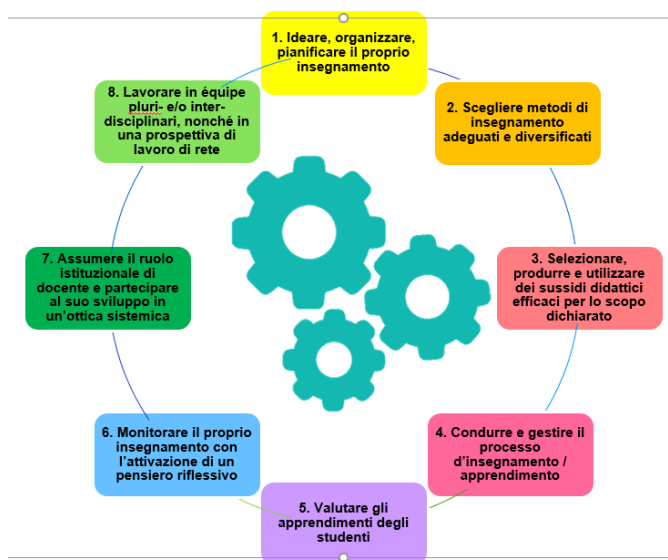 1. Ideare, organizzare,
pianificare il proprio
insegnamento
2. Scegliere metodi di
insegnamento
adeguati e diversificati
3. Selezionare,
produrre e utilizzare
dei sussidi didattici
efficaci per lo scopo
dichiarato
4. Condurre e gestire il
processo
d’insegnamento /
apprendimento
5. Valutare gli
apprendimenti degli
studenti
6. Monitorare il proprio
insegnamento con
l’attivazione di un
pensiero riflessivo
7. Assumere il ruolo
istituzionale di
docente e partecipare
al suo sviluppo in
un’ottica sistemica
8. Lavorare in équipe
pluri- e/o inter-
disciplinari, nonché in
una prospettiva di
lavoro di rete